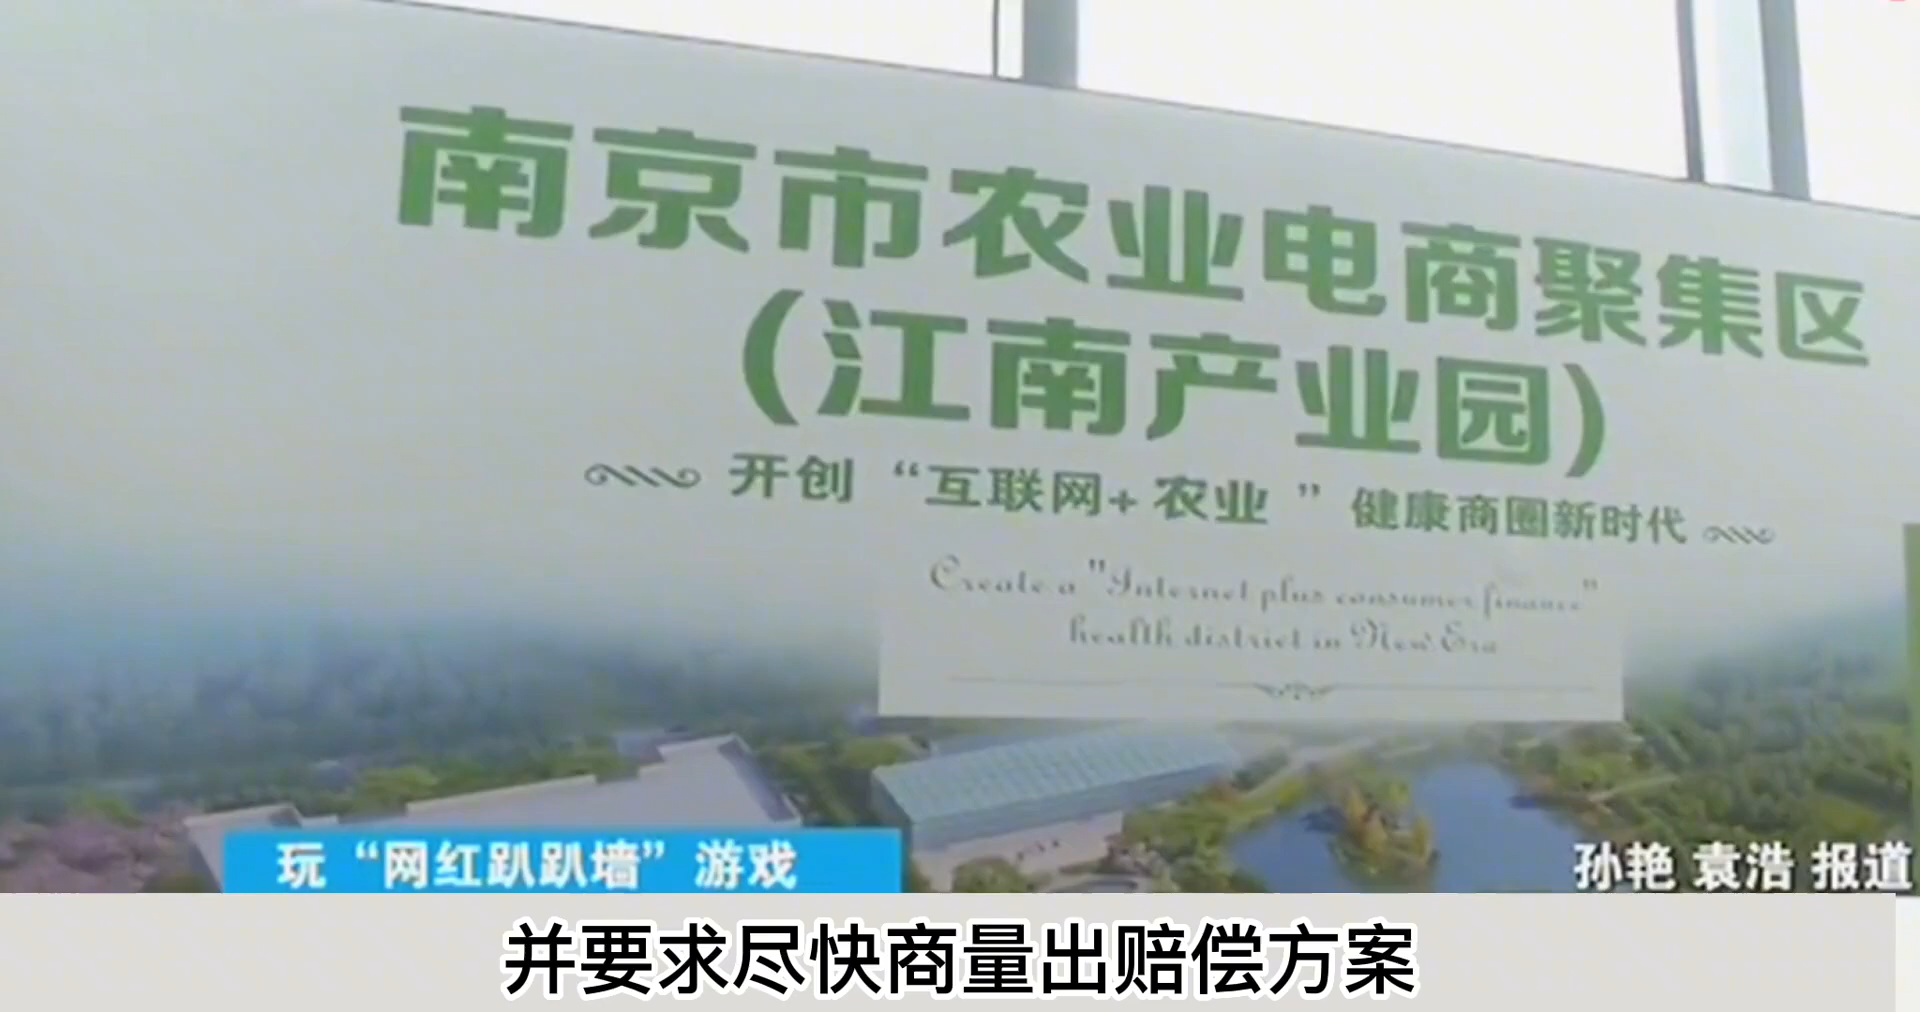 南京市农业电商聚集区
(江南产业园)
开创“互联网+农业”健康商圈新时代
Create a "Internet plus consumer finance"
health district in New Era
玩“网红趴趴墙”游戏
孙艳 袁浩 报道
并要求尽快商量出赔偿方案